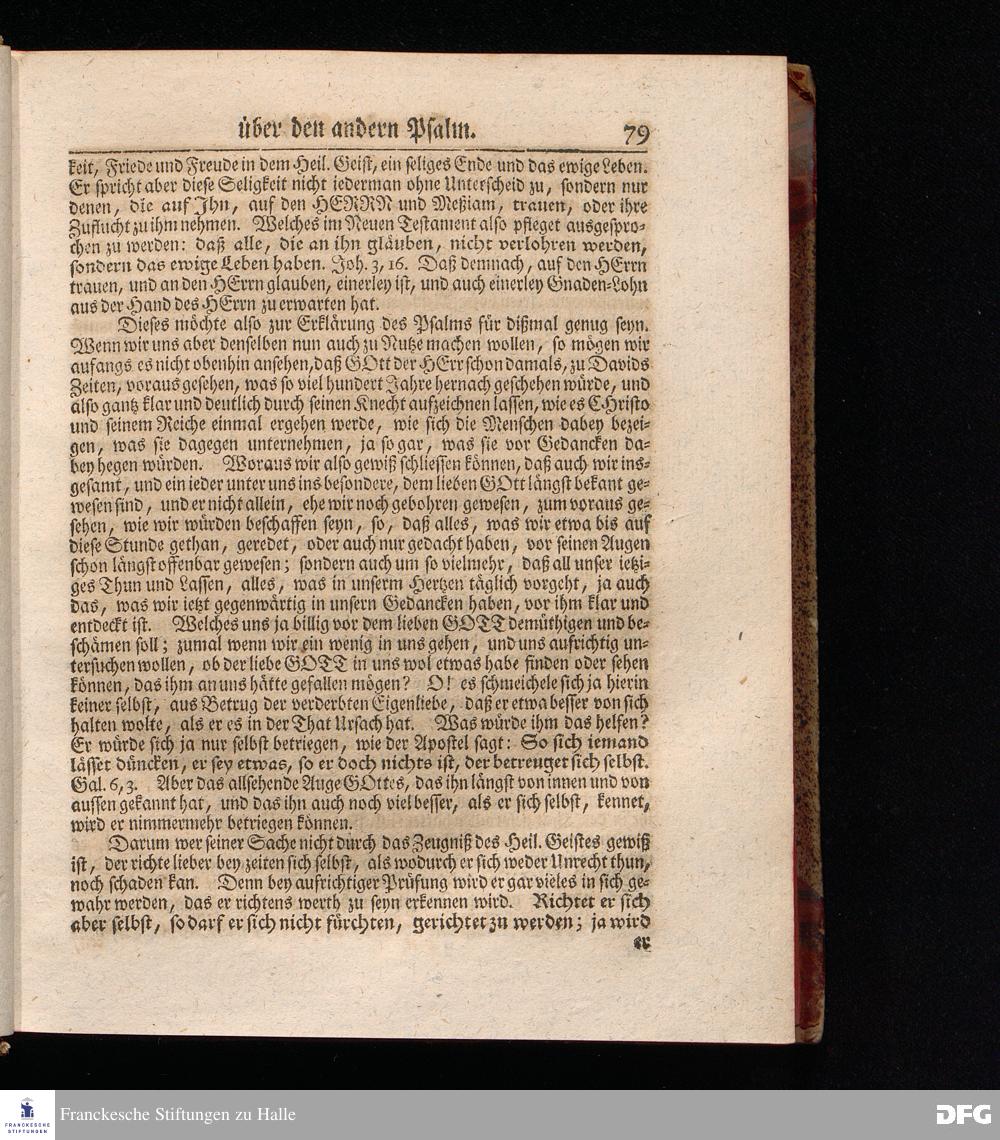 über den andern Psalm. 79
keit, Friede und Freude in dem Heil. Geist, ein seliges Ende und das ewige Leben.
Er spricht aber diese Seligkeit nicht iederman ohne Unterscheid zu, sondern nur
denen, die auf Ihn, auf den HERRN und Meßiam, trauen, oder ihre
Zuflucht zu ihm nehmen. Welches im Neuen Testament also pfleget ausgespro-
chen zu werden: daß alle, die an ihn gläuben, nicht verlohren werden,
sondern das ewige Leben haben. Joh. 3, 16. Daß demnach, auf den HErrn
trauen, und an den HErrn glauben, einerley ist, und auch einerley Gnaden-Lohn
aus der Hand des HErrn zu erwarten hat.
Dieses möchte also zur Erklärung des Psalms für dißmal genug seyn.
Wenn wir uns aber denselben nun auch zu Nutze machen wollen, so mögen wir
anfangs es nicht obenhin ansehen, daß GOtt der HErr schon damals, zu Davids
Zeiten, voraus gesehen, was so viel hundert Jahre hernach geschehen würde, und
also gantz klar und deutlich durch seinen Knecht aufzeichnen lassen, wie es CHristo
und seinem Reiche einmal ergehen werde, wie sich die Menschen dabey bezei-
gen, was sie dagegen unternehmen, ja so gar, was sie vor Gedancken da-
bey hegen würden. Woraus wir also gewiß schliessen können, daß auch wir ins-
gesamt, und ein ieder unter uns ins besondere, dem lieben GOtt längst bekant ge-
wesen sind, und er nicht allein, ehe wir noch gebohren gewesen, zum voraus ge-
sehen, wie wir würden beschaffen seyn, so, daß alles, was wir etwa bis auf
diese Stunde gethan, geredet, oder auch nur gedacht haben, vor seinen Augen
schon längst offenbar gewesen; sondern auch um so vielmehr, daß all unser ietzi-
ges Thun und Lassen, alles, was in unserm Hertzen täglich vorgeht, ja auch
das, was wir ietzt gegenwärtig in unsern Gedancken haben, vor ihm klar und
entdeckt ist. Welches uns ja billig vor dem lieben GOTT demüthigen und be-
schämen soll; zumal wenn wir ein wenig in uns gehen, und uns aufrichtig un-
tersuchen wollen, ob der liebe GOTT in uns wol etwas habe finden oder sehen
können, das ihm an uns hätte gefallen mögen? O! es schmeichele sich ja hierin
keiner selbst, aus Betrug der verderbten Eigenliebe, daß er etwa besser von sich
halten wolte, als er es in der That Ursach hat. Was würde ihm das helfen?
Er würde sich ja nur selbst betriegen, wie der Apostel sagt: So sich iemand
lässet düncken, er sey etwas, so er doch nichts ist, der betreuget sich selbst.
Gal. 6, 3. Aber das allsehende Auge GOttes, das ihn längst von innen und von
aussen gekannt hat, und das ihn auch noch viel besser, als er sich selbst, kennet,
wird er nimmermehr betriegen können.
Darum wer seiner Sache nicht durch das Zeugniß des Heil. Geistes gewiß
ist, der richte lieber bey zeiten sich selbst, als wodurch er sich weder Unrecht thun,
noch schaden kan. Denn bey aufrichtiger Prüfung wird er gar vieles in sich ge-
wahr werden, das er richtens werth zu seyn erkennen wird. Richtet er sich
aber selbst, so darf er sich nicht fürchten, gerichtet zu werden; ja wird
er
FRANCKESCHE
STIFTUNGEN
Franckesche Stiftungen zu Halle
DFG